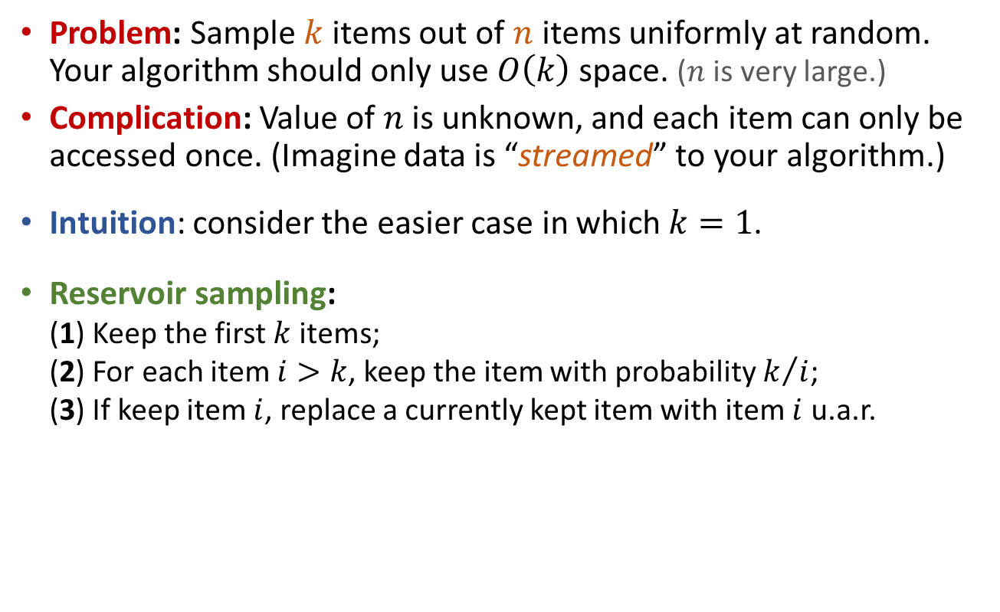 • Problem: Sample k items out of n items uniformly at random.
Your algorithm should only use O(k) space. (n is very large.)
• Complication: Value of n is unknown, and each item can only be
accessed once. (Imagine data is “streamed” to your algorithm.)
• Intuition: consider the easier case in which k = 1.
• Reservoir sampling:
(1) Keep the first k items;
(2) For each item i > k, keep the item with probability k/i;
(3) If keep item i, replace a currently kept item with item i u.a.r.